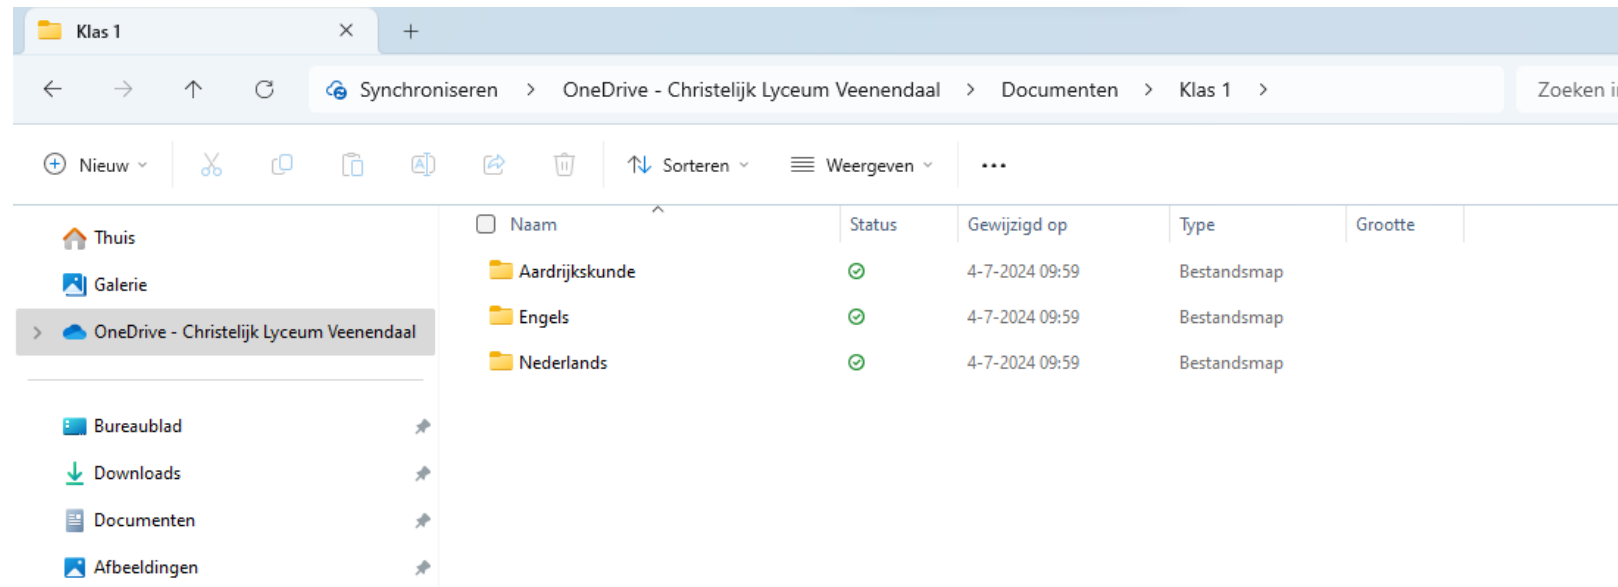 Klas 1
Synchroniseren > OneDrive - Christelijk Lyceum Veenendaal > Documenten > Klas 1 >
Zoeken i
Nieuw
Sorteren
Weergeven
Thuis
Galerie
OneDrive - Christelijk Lyceum Veenendaal
Bureaublad
Downloads
Documenten
Afbeeldingen
Naam Status Gewijzigd op Type Grootte
Aardrijkskunde 4-7-2024 09:59 Bestandsmap
Engels 4-7-2024 09:59 Bestandsmap
Nederlands 4-7-2024 09:59 Bestandsmap